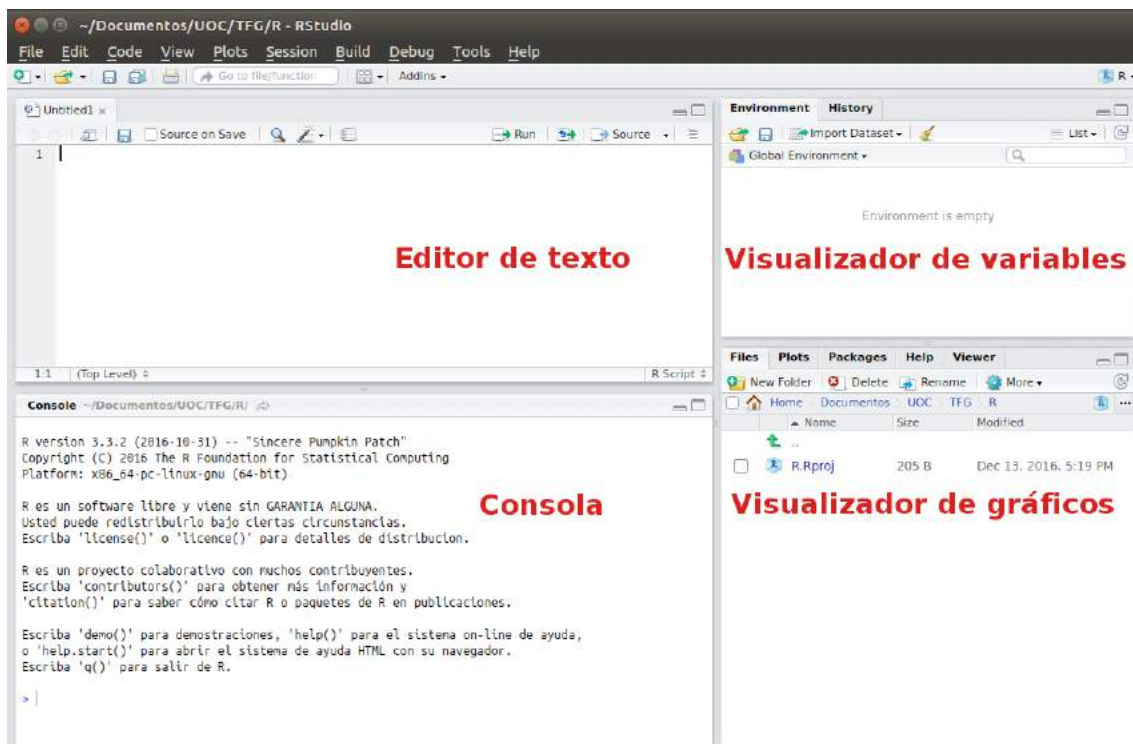 ~/Documentos/UOC/TFG/R - RStudio
File Edit Code View Plots Session Build Debug Tools Help
Go to file/function Addins R
Untitled1
Source on Save Run Source
1
Editor de texto
1:1 (Top Level) R Script
Console ~/Documentos/UOC/TFG/R/
R version 3.3.2 (2016-10-31) -- "Sincere Pumpkin Patch"
Copyright (C) 2016 The R Foundation for Statistical Computing
Platform: x86_64-pc-linux-gnu (64-bit)
R es un software libre y viene sin GARANTIA ALGUNA.
Usted puede redistribuirlo bajo ciertas circunstancias.
Escriba 'license()' o 'licence()' para detalles de distribucion.
Consola
R es un proyecto colaborativo con muchos contribuyentes.
Escriba 'contributors()' para obtener más información y
'citation()' para saber cómo citar R o paquetes de R en publicaciones.
Escriba 'demo()' para demostraciones, 'help()' para el sistema on-line de ayuda,
o 'help.start()' para abrir el sistema de ayuda HTML con su navegador.
Escriba 'q()' para salir de R.
>
Environment History
Import Dataset List
Global Environment
Environment is empty
Visualizador de variables
Files Plots Packages Help Viewer
New Folder Delete Rename More
Home Documentos UOC TFG R
Name Size Modified
..
R.Rproj 205 B Dec 13, 2016, 5:19 PM
Visualizador de gráficos